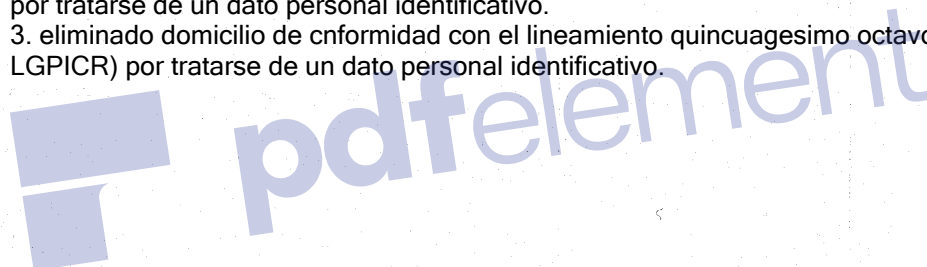 por tratarse de un dato personal identificativo.
3. eliminado domicilio de cnformidad con el lineamiento quincuagesimo octavo
LGPICR) por tratarse de un dato personal identificativo.
pdfelement